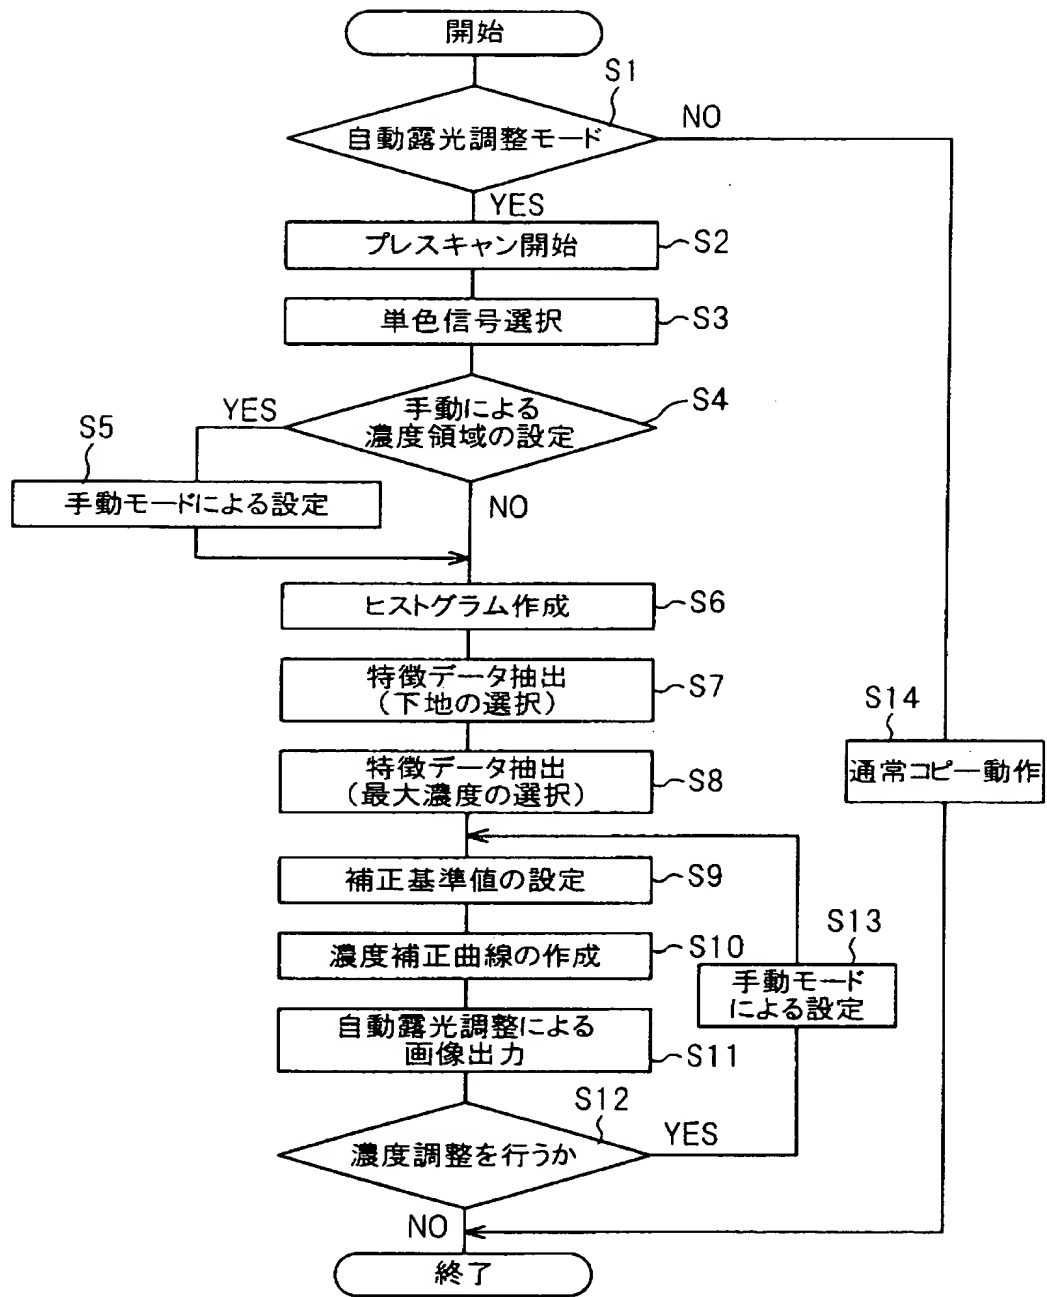 開始
S1
自動露光調整モード
NO
YES
プレスキャン開始
S2
単色信号選択
S3
手動による
濃度領域の設定
S4
YES
S5
手動モードによる設定
NO
ヒストグラム作成
S6
特徴データ抽出
(下地の選択)
S7
S14
通常コピー動作
特徴データ抽出
(最大濃度の選択)
S8
補正基準値の設定
S9
濃度補正曲線の作成
S10
S13
手動モード
による設定
自動露光調整による
画像出力
S11
S12
濃度調整を行うか
YES
NO
終了